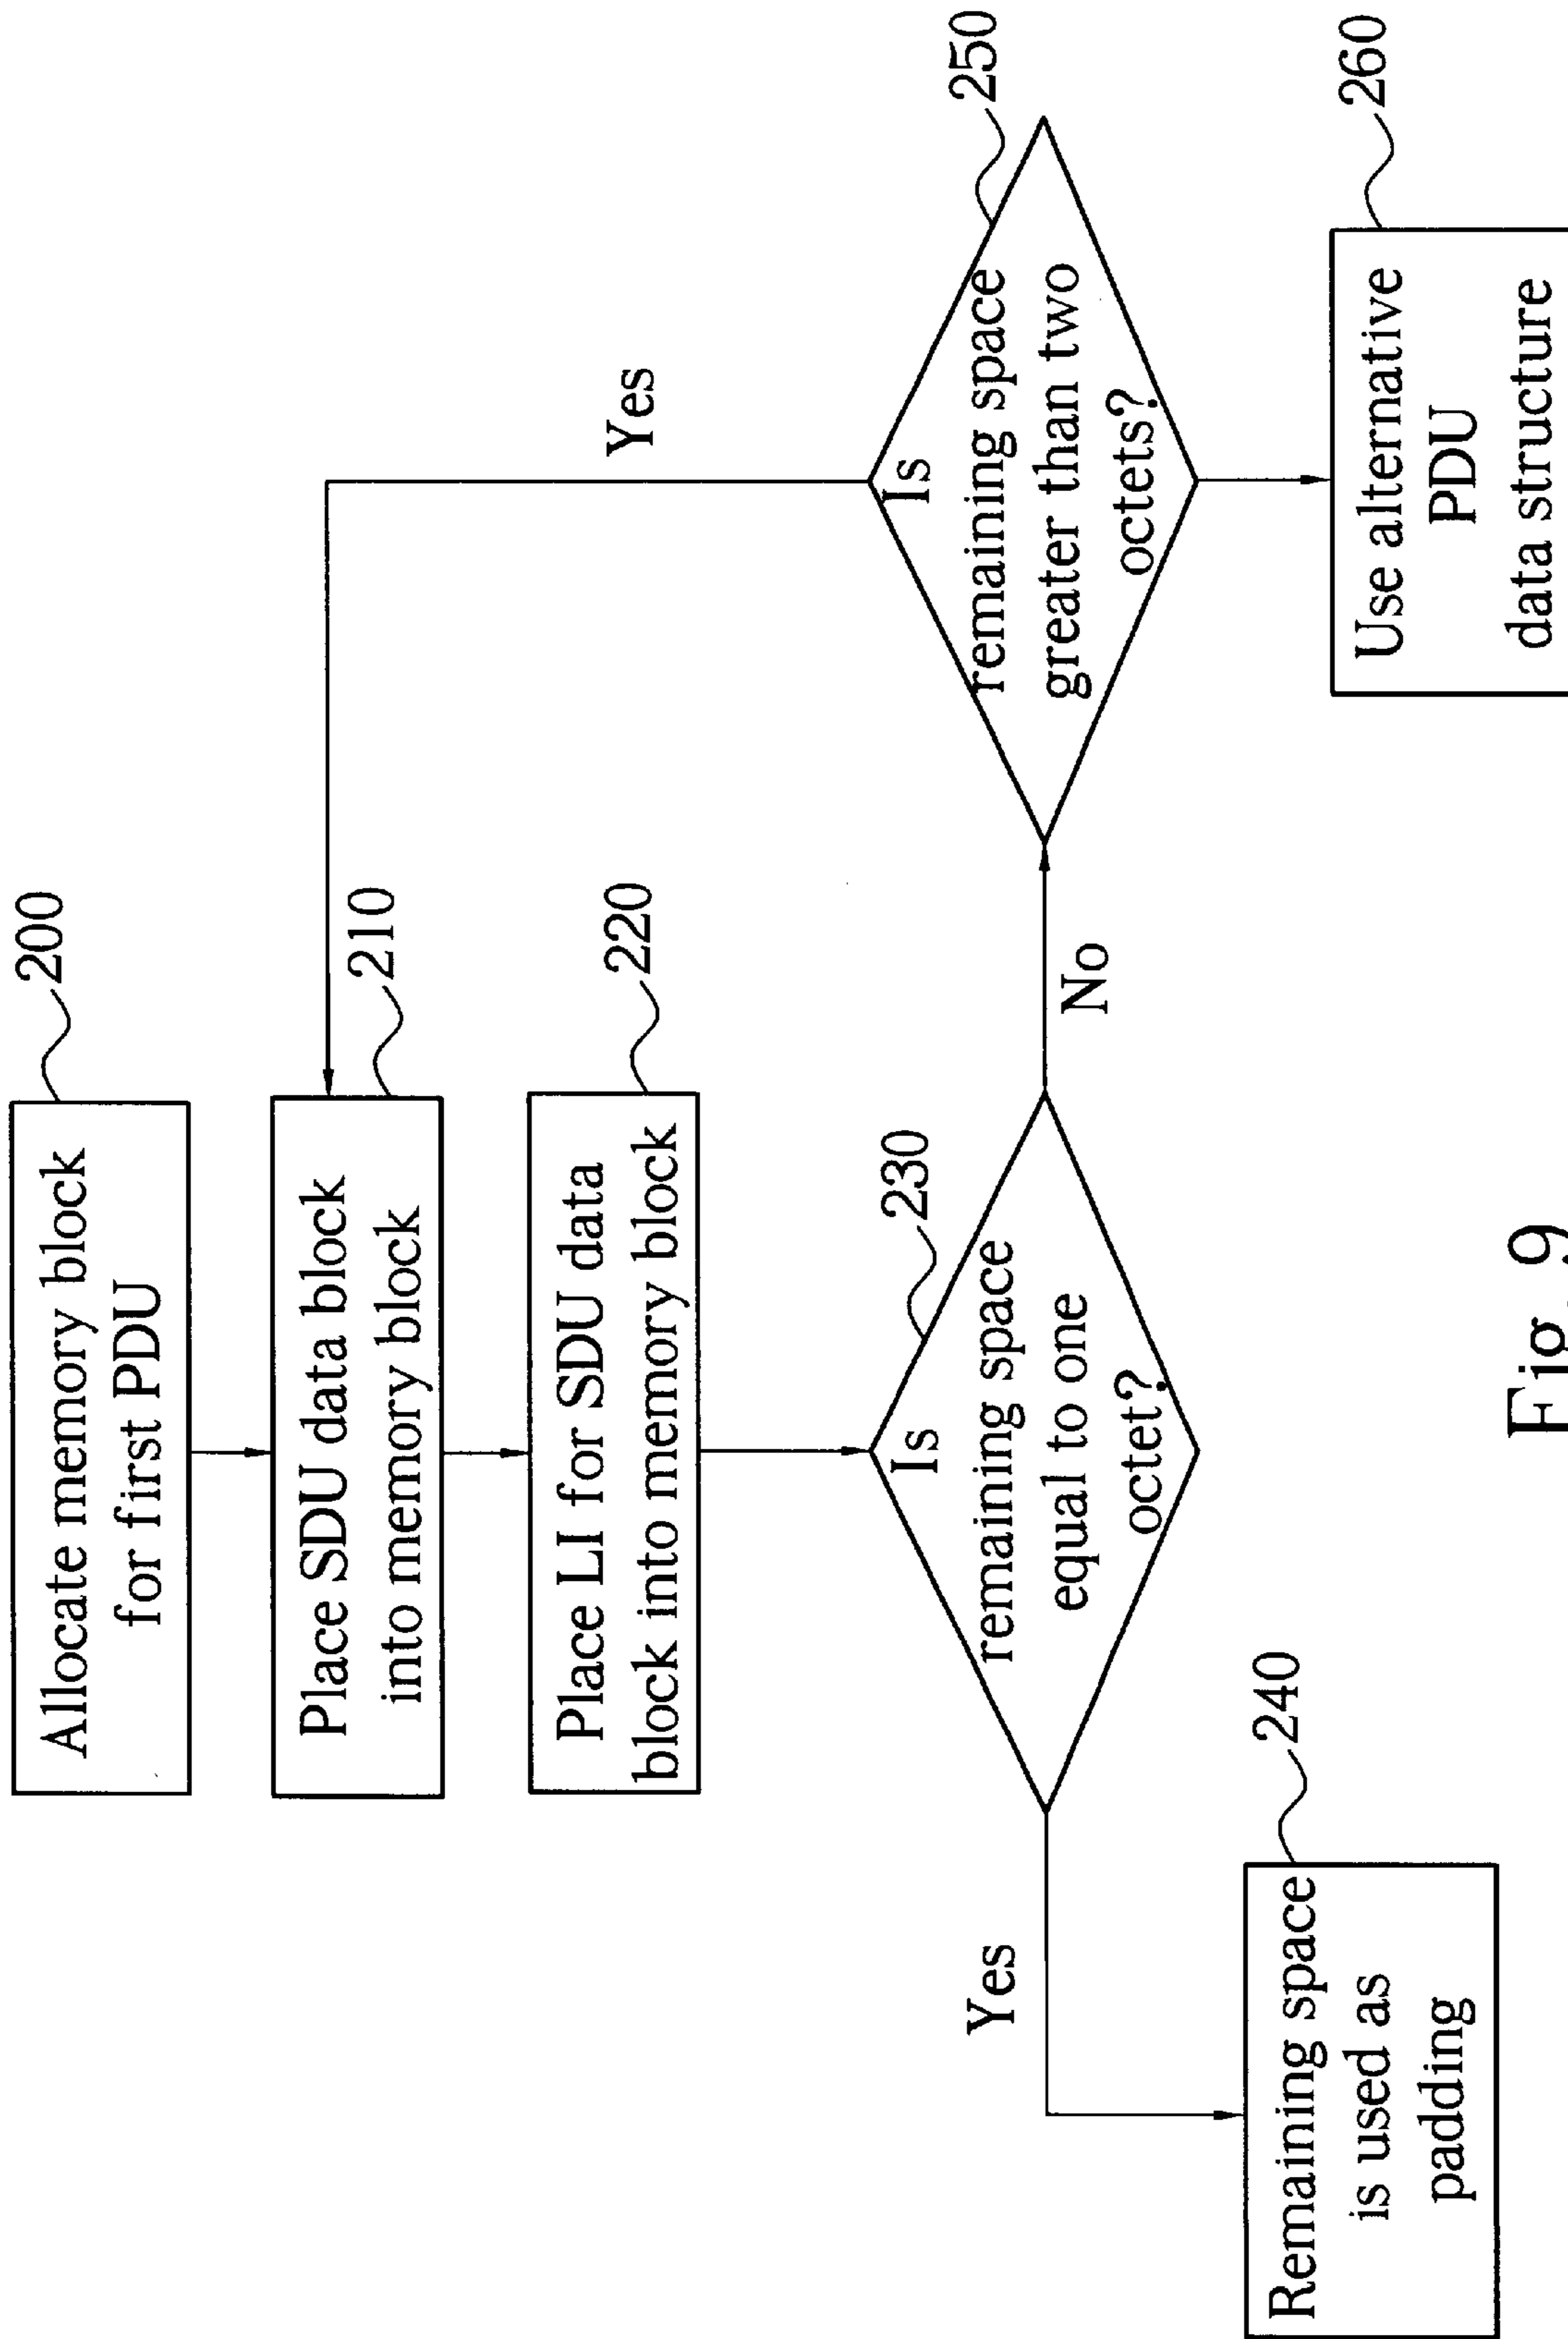 Allocate memory block
for first PDU
200
Place SDU data block
into memory block
210
Place LI for SDU data
block into memory block
220
Is
remaining space
equal to one
octet?
230
Yes
No
Remaining space
is used as
padding
240
Is
remaining space
greater than two
octets?
250
Yes
Use alternative
PDU
data structure
260
Fig. 9